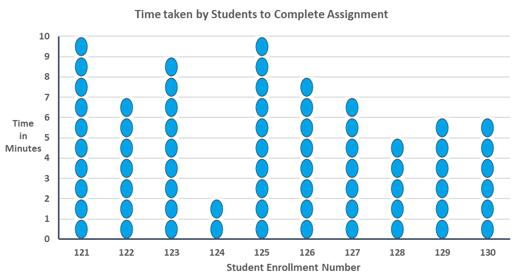 Time taken by Students to Complete Assignment
10
9
8
7
6
5
4
3
2
1
0
Time
in
Minutes
121 122 123 124 125 126 127 128 129 130
Student Enrollment Number